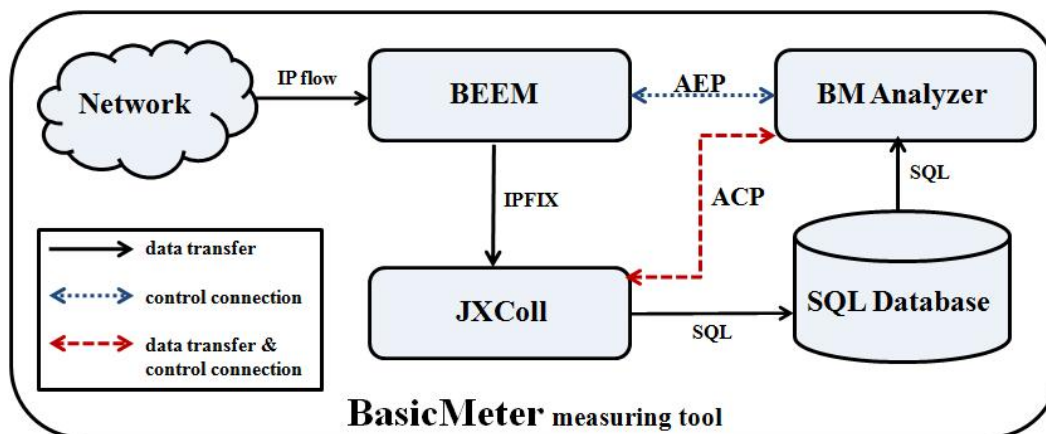 Network
IP flow
BEEM
AEP
BM Analyzer
IPFIX
ACP
SQL
data transfer
control connection
data transfer &
control connection
JXColl
SQL
SQL Database
BasicMeter measuring tool